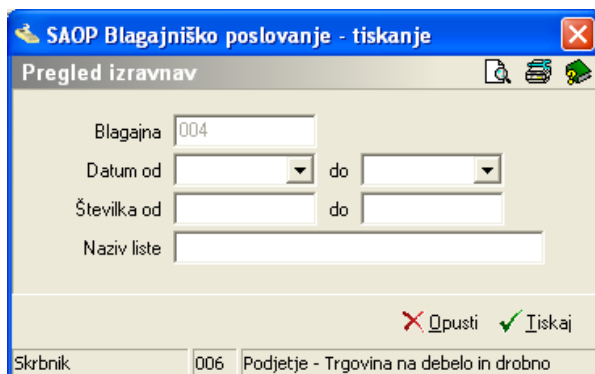 SAOP Blagajniško poslovanje - tiskanje
Pregled izravnav
Blagajna 004
Datum od do
Številka od do
Naziv liste
Opusti Tiskaj
Skrbnik 006 Podjetje - Trgovina na debelo in drobno